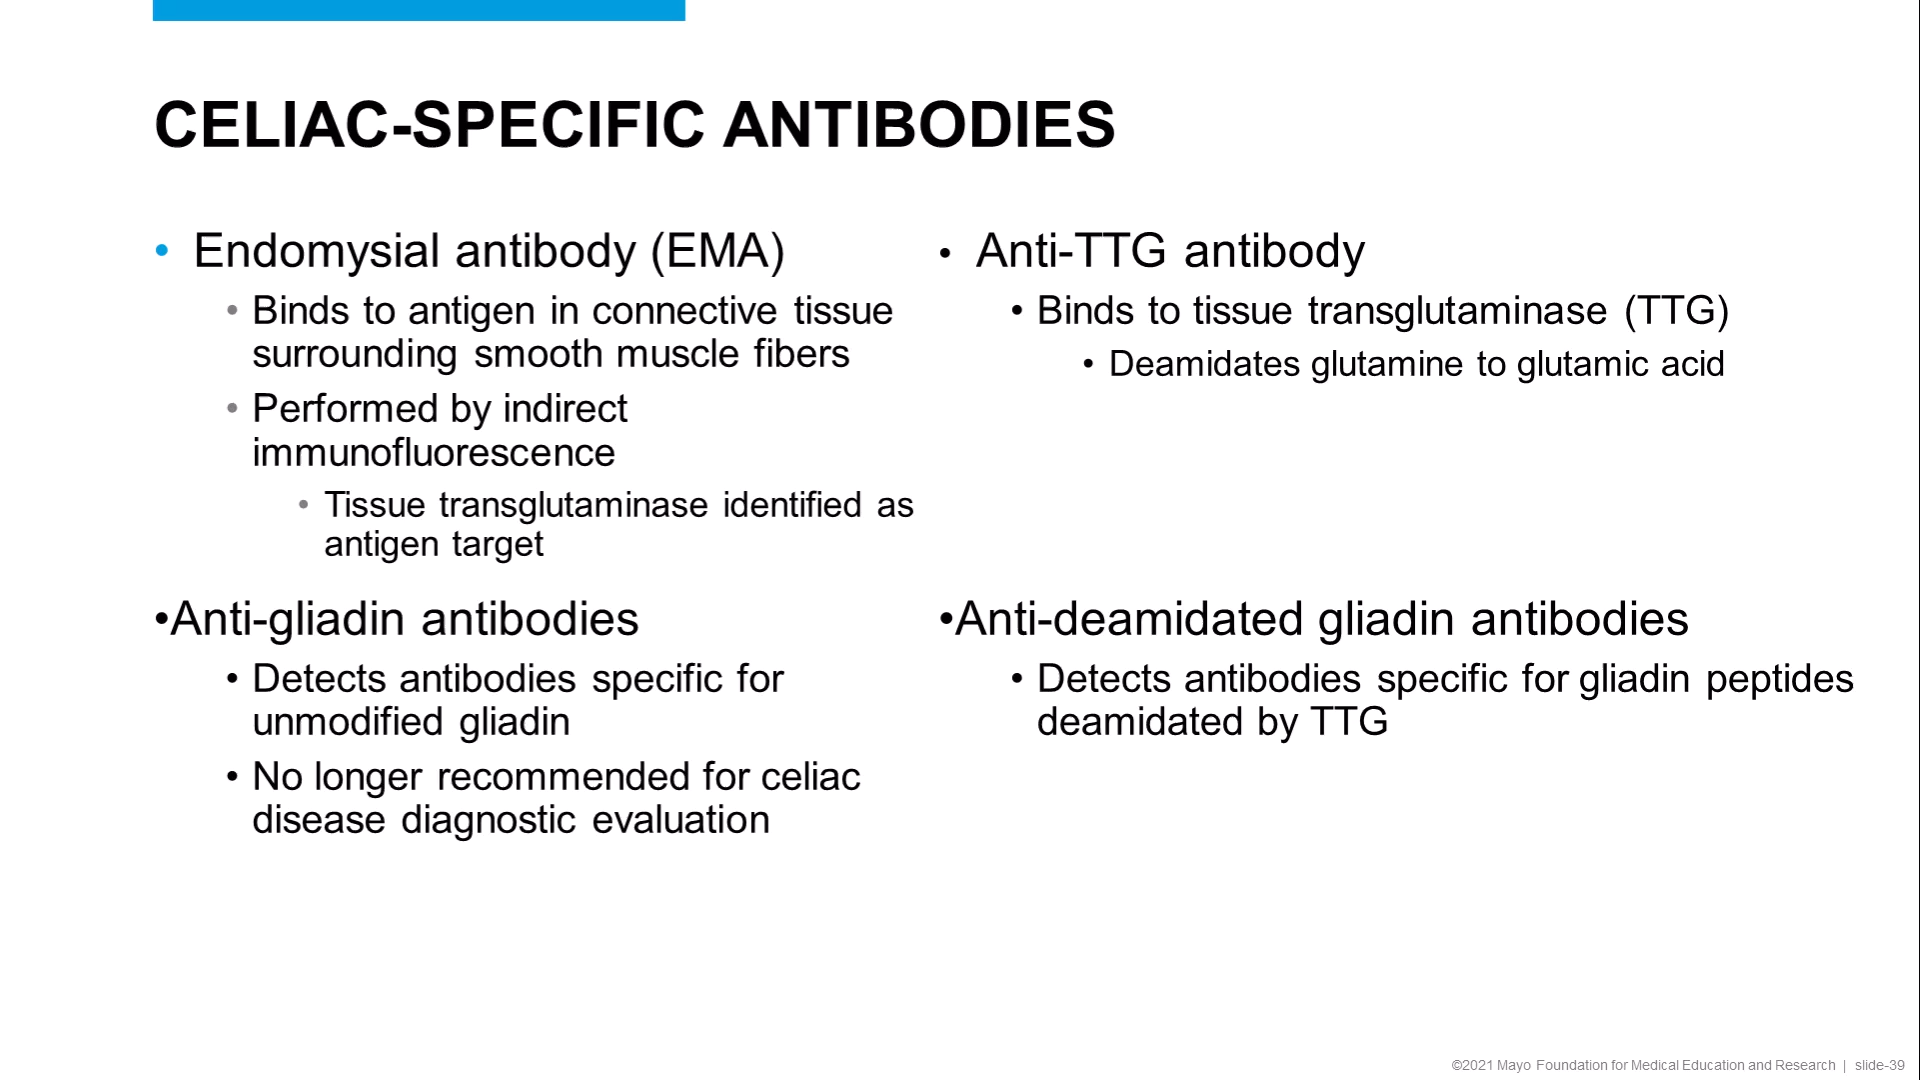 CELIAC-SPECIFIC ANTIBODIES
• Endomysial antibody (EMA)
• Binds to antigen in connective tissue
surrounding smooth muscle fibers
• Performed by indirect
immunofluorescence
• Tissue transglutaminase identified as
antigen target
• Anti-TTG antibody
• Binds to tissue transglutaminase (TTG)
• Deamidates glutamine to glutamic acid
•Anti-gliadin antibodies
• Detects antibodies specific for
unmodified gliadin
• No longer recommended for celiac
disease diagnostic evaluation
•Anti-deamidated gliadin antibodies
• Detects antibodies specific for gliadin peptides
deamidated by TTG
©2021 Mayo Foundation for Medical Education and Research | slide-39